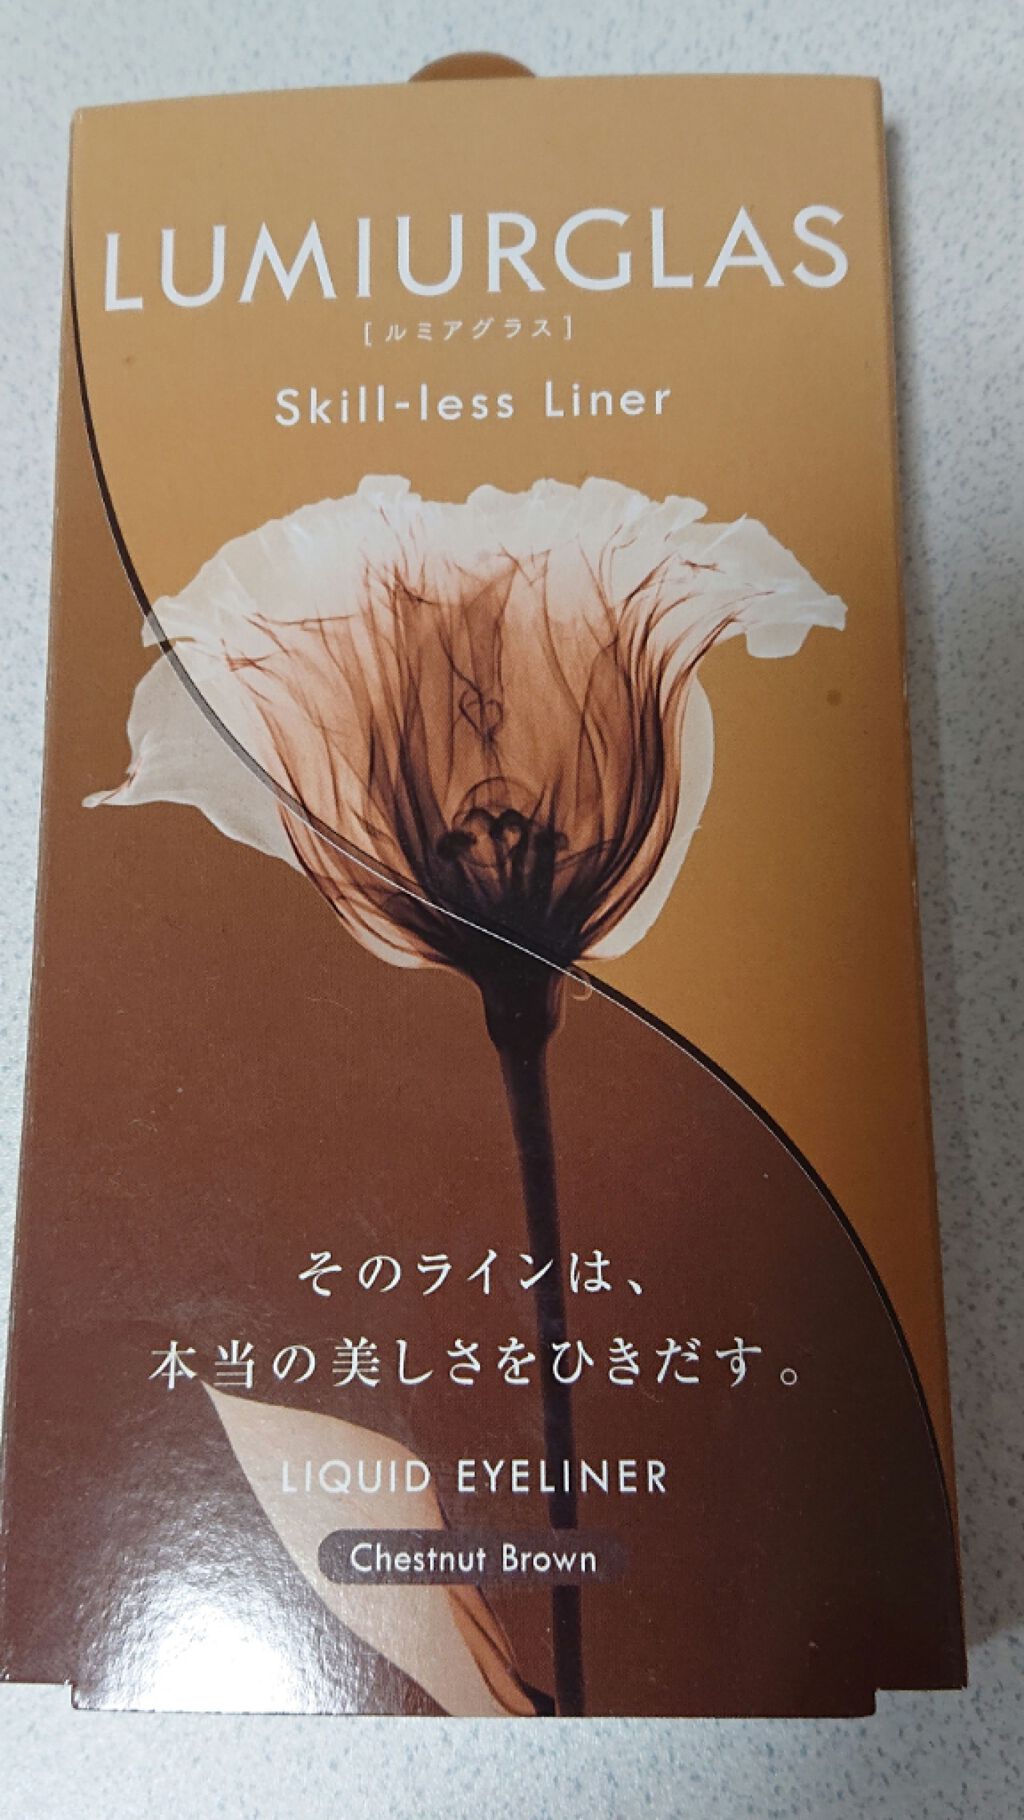 LUMIURGLAS
[ルミアグラス]
Skill-less Liner
そのラインは、
本当の美しさをひきだす。
LIQUID EYELINER
Chestnut Brown